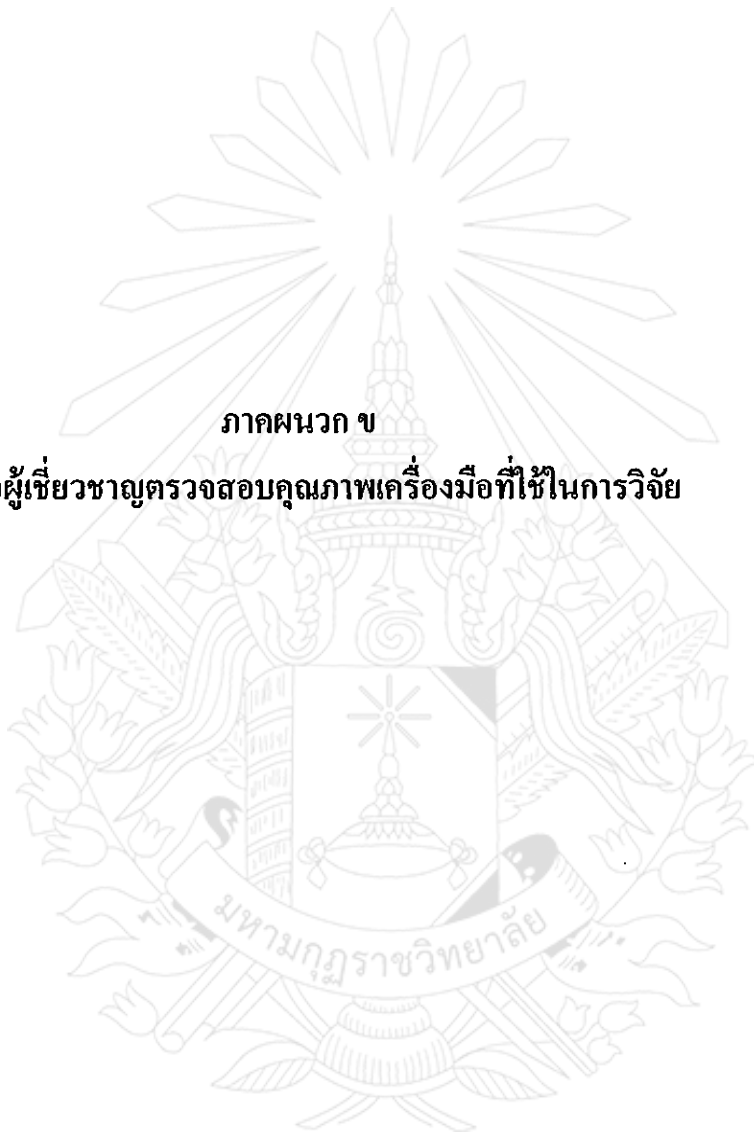 ภาคผนวก ข
ผู้เชี่ยวชาญตรวจสอบคุณภาพเครื่องมือที่ใช้ในการวิจัย
มหามกุฏราชวิทยาลัย